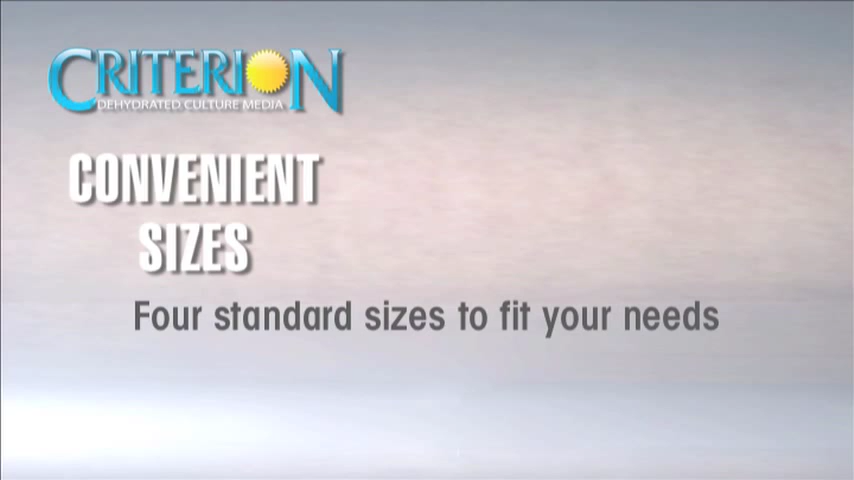 CRITERION
DEHYDRATED CULTURE MEDIA
CONVENIENT
SIZES
Four standard sizes to fit your needs